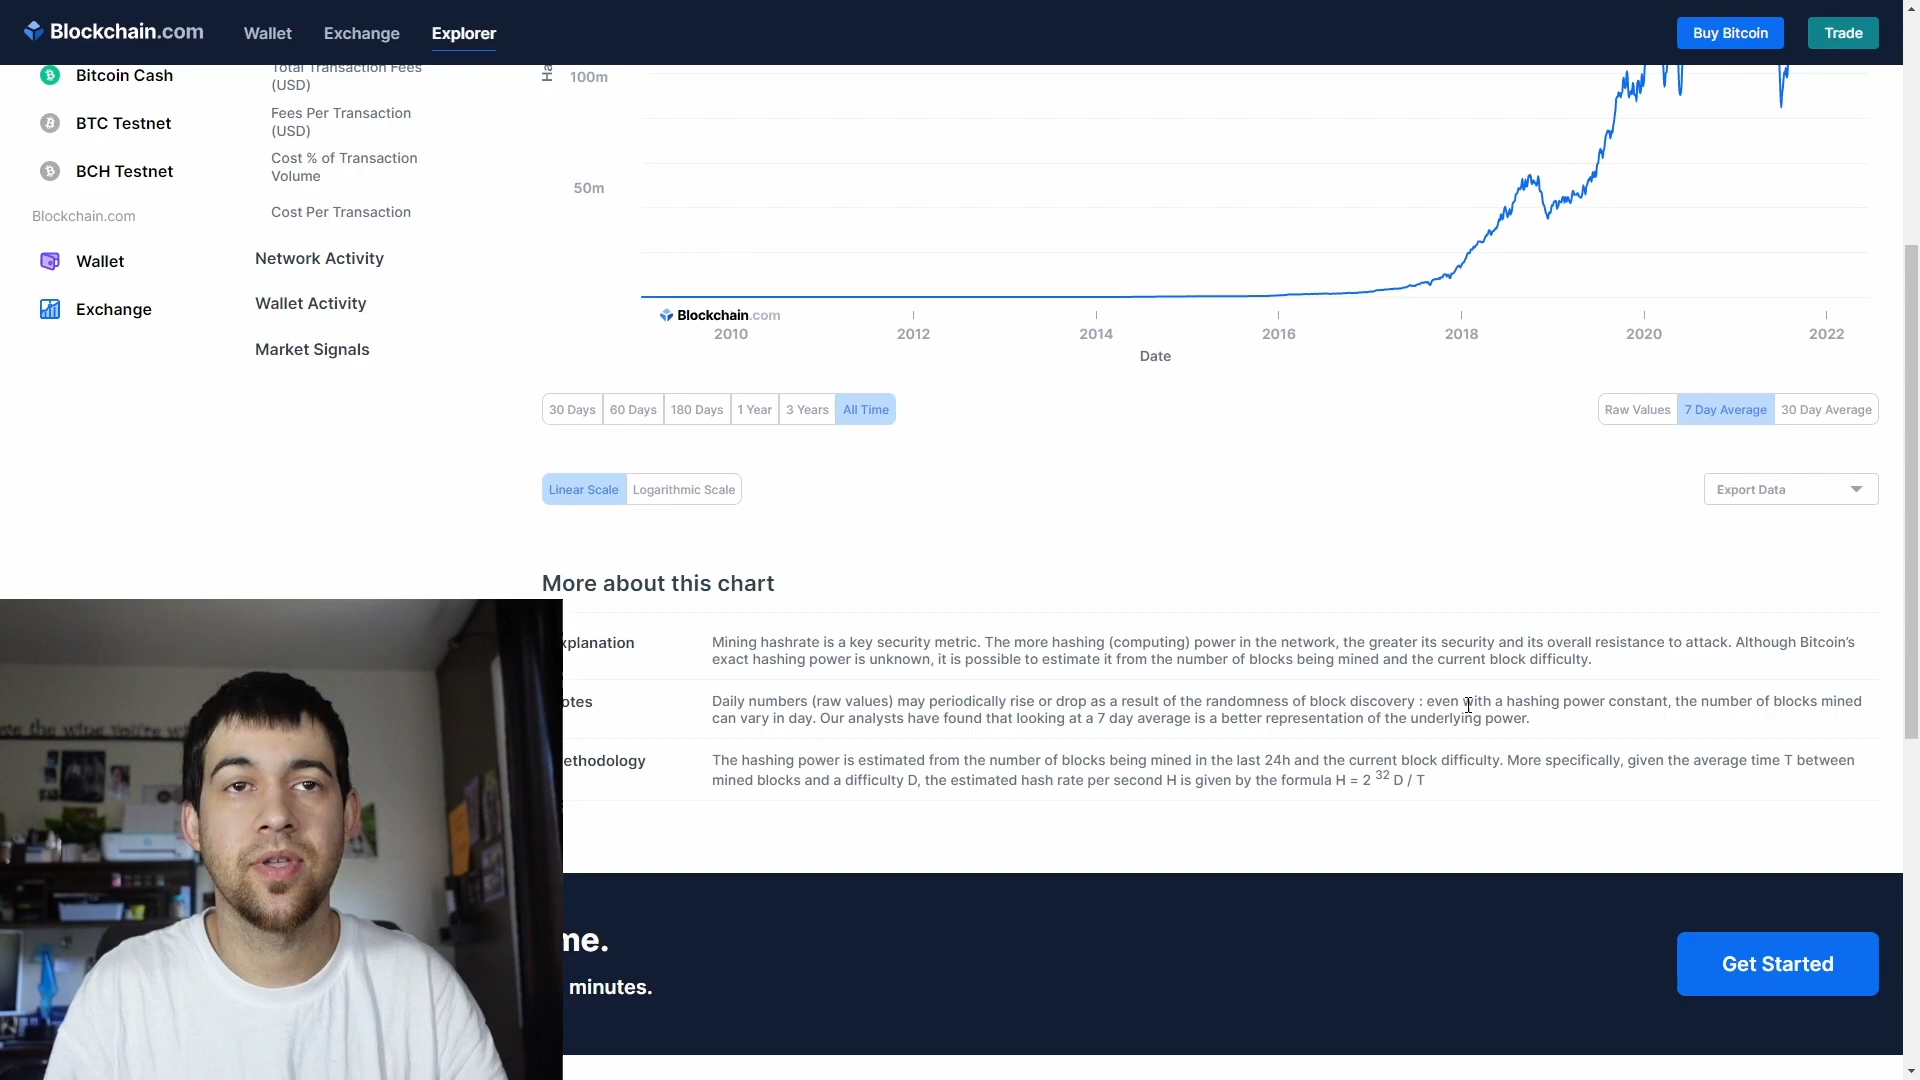 Blockchain.com
Wallet
Exchange
Explorer
Buy Bitcoin
Trade
Bitcoin Cash
BTC Testnet
BCH Testnet
Blockchain.com
Wallet
Exchange
Total Transaction Fees
(USD)
Fees Per Transaction
(USD)
Cost % of Transaction
Volume
Cost Per Transaction
Network Activity
Wallet Activity
Market Signals
Ha
100m
50m
Blockchain.com
2010
2012
2014
2016
2018
2020
2022
Date
30 Days
60 Days
180 Days
1 Year
3 Years
All Time
Raw Values
7 Day Average
30 Day Average
Linear Scale
Logarithmic Scale
Export Data
More about this chart
xplanation
Mining hashrate is a key security metric. The more hashing (computing) power in the network, the greater its security and its overall resistance to attack. Although Bitcoin's
exact hashing power is unknown, it is possible to estimate it from the number of blocks being mined and the current block difficulty.
otes
Daily numbers (raw values) may periodically rise or drop as a result of the randomness of block discovery : even with a hashing power constant, the number of blocks mined
can vary in day. Our analysts have found that looking at a 7 day average is a better representation of the underlying power.
ethodology
The hashing power is estimated from the number of blocks being mined in the last 24h and the current block difficulty. More specifically, given the average time T between
mined blocks and a difficulty D, the estimated hash rate per second H is given by the formula H = 2 32 D / T
me.
minutes.
Get Started